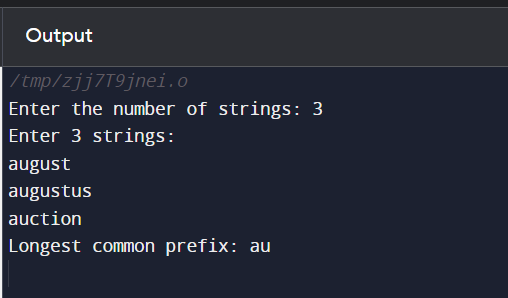 Output
/tmp/zjj7T9jnei.o
Enter the number of strings: 3
Enter 3 strings:
august
augustus
auction
Longest common prefix: au